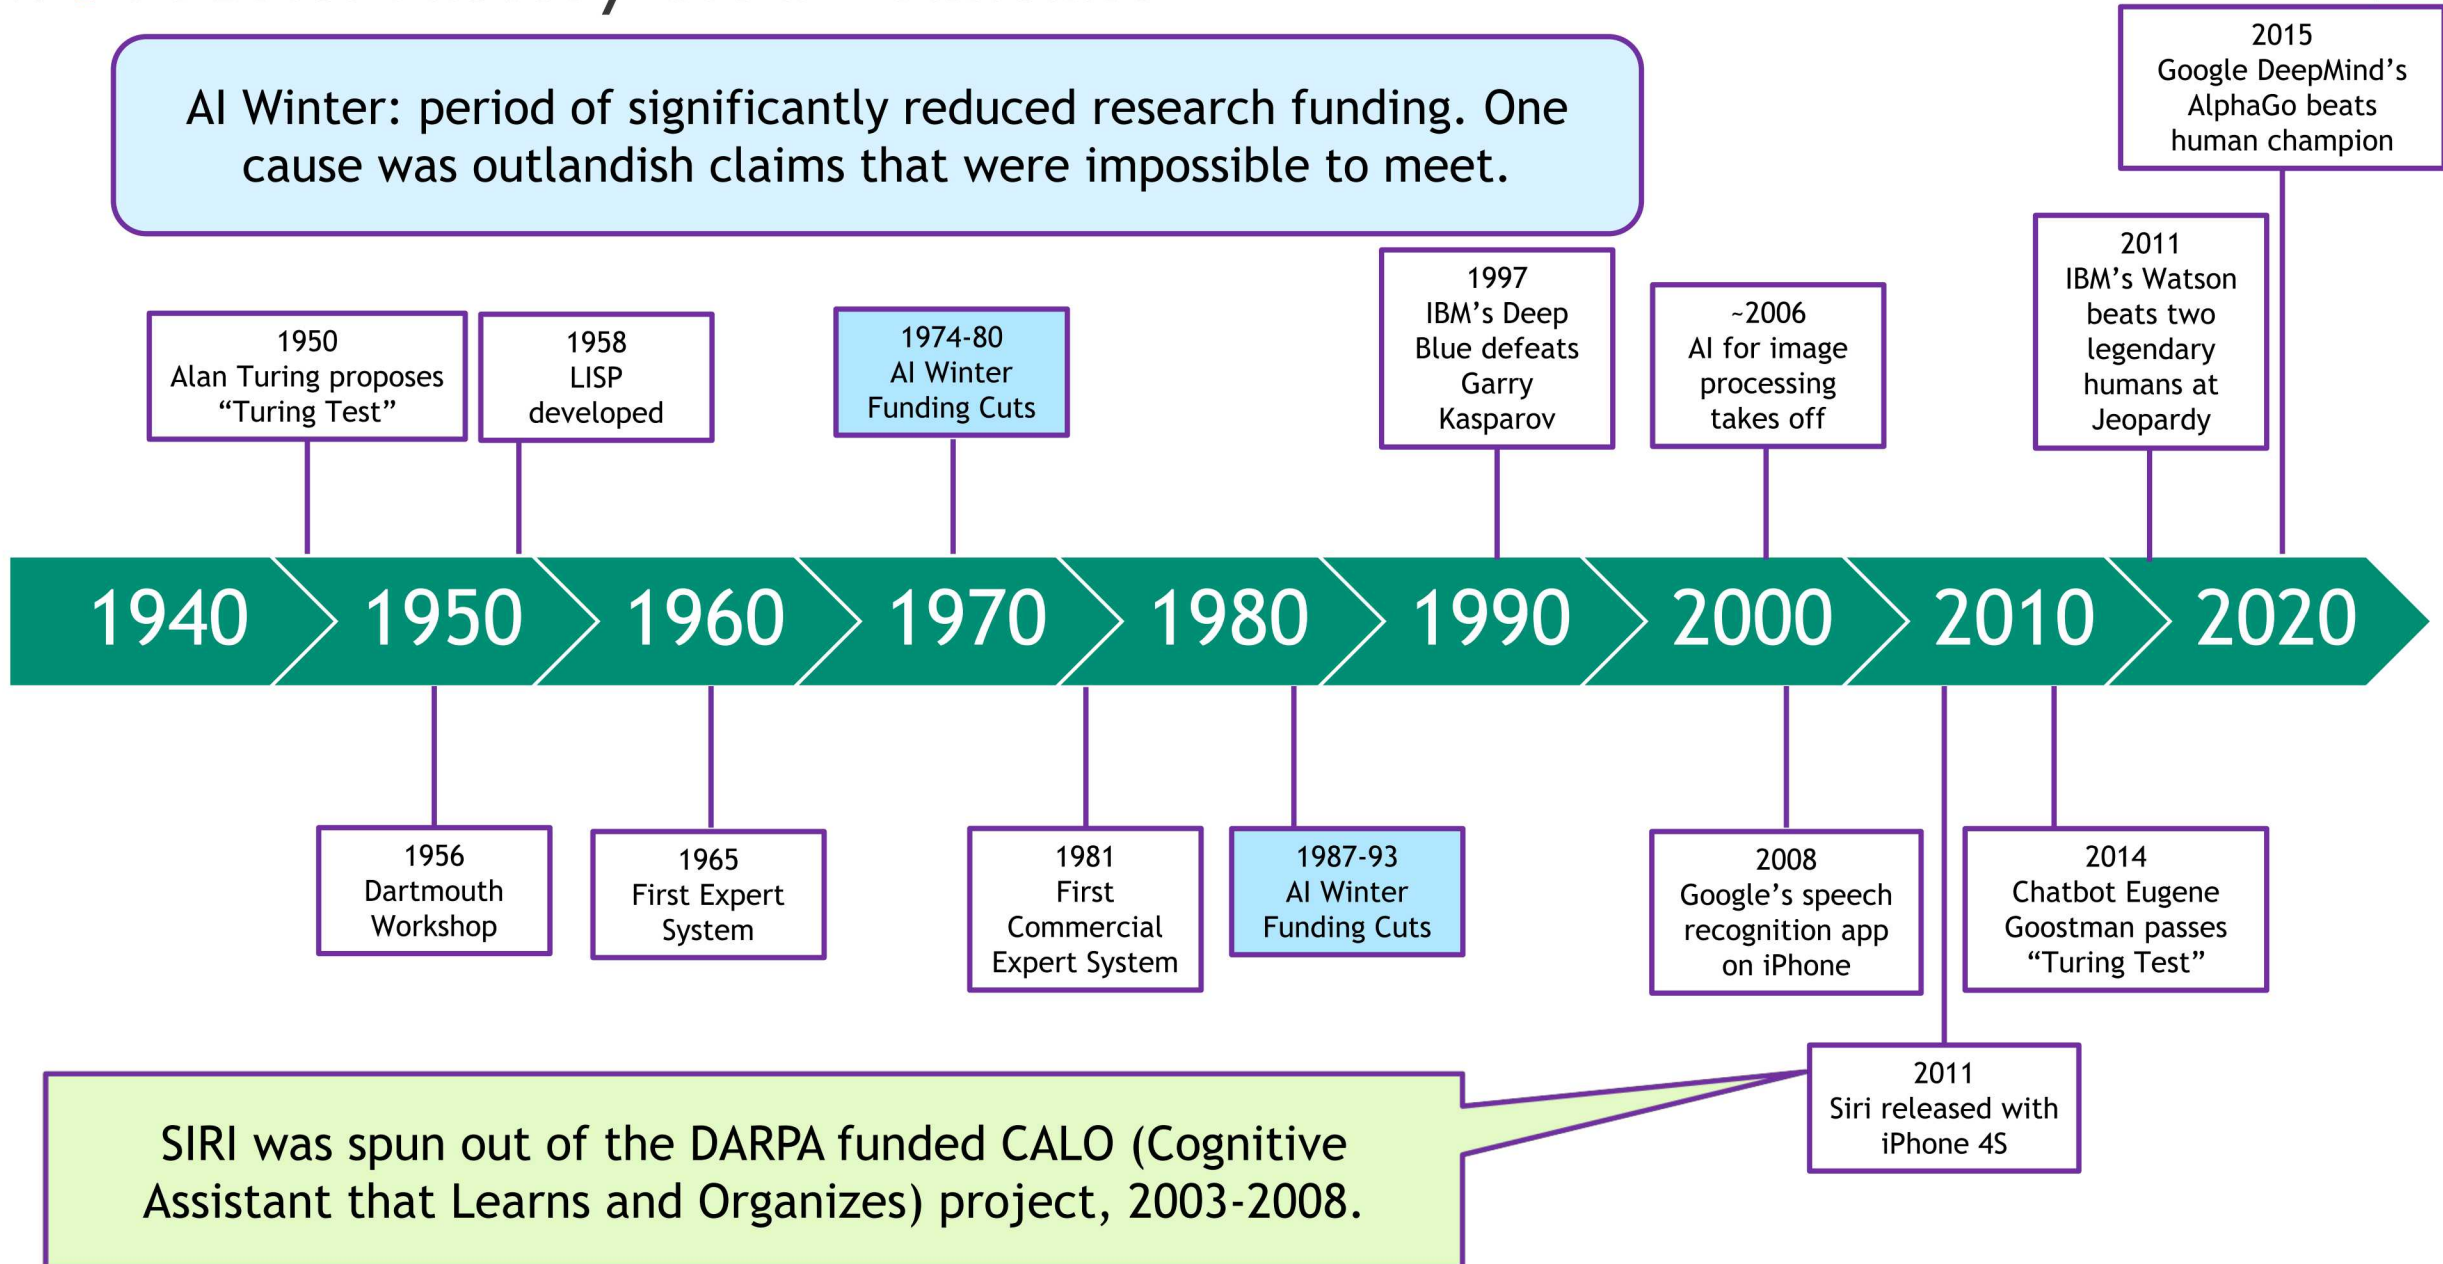 AI Winter: period of significantly reduced research funding. One
cause was outlandish claims that were impossible to meet.
2015
Google DeepMind’s
AlphaGo beats
human champion
1950
Alan Turing proposes
“Turing Test”
1958
LISP
developed
1974-80
AI Winter
Funding Cuts
1997
IBM’s Deep
Blue defeats
Garry
Kasparov
~2006
AI for image
processing
takes off
2011
IBM’s Watson
beats two
legendary
humans at
Jeopardy
1940
1950
1960
1970
1980
1990
2000
2010
2020
1956
Dartmouth
Workshop
1965
First Expert
System
1981
First
Commercial
Expert System
1987-93
AI Winter
Funding Cuts
2008
Google’s speech
recognition app
on iPhone
2014
Chatbot Eugene
Goostman passes
“Turing Test”
2011
Siri released with
iPhone 4S
SIRI was spun out of the DARPA funded CALO (Cognitive
Assistant that Learns and Organizes) project, 2003-2008.